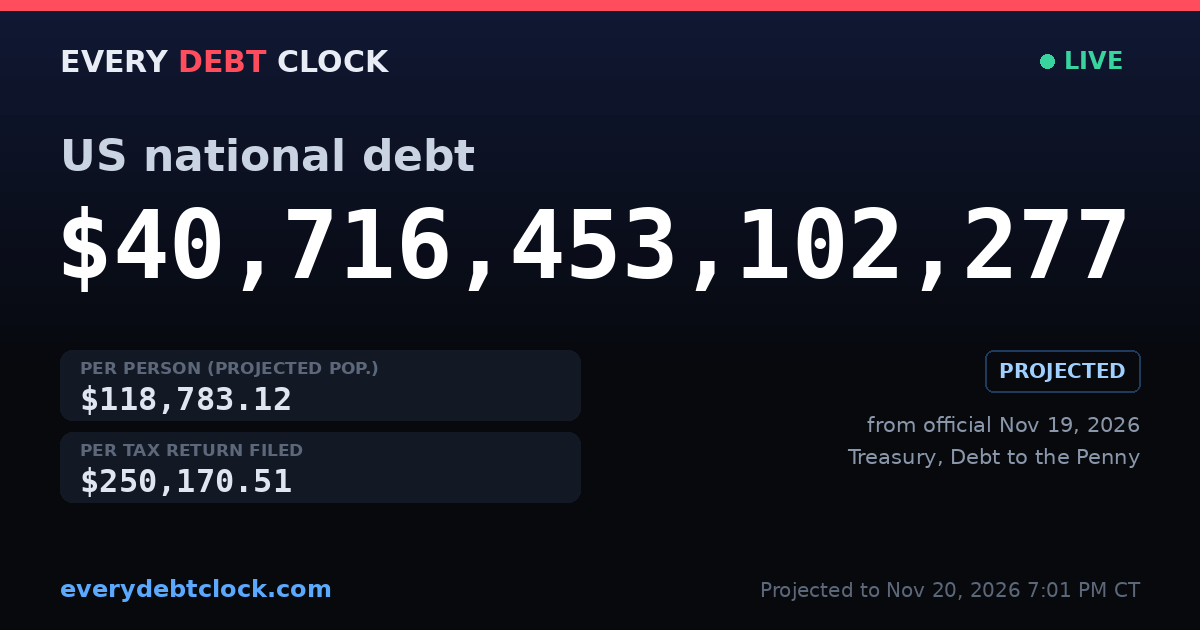 EVERY DEBT CLOCK
LIVE
US national debt
$40,716,453,102,277
PER PERSON (PROJECTED POP.)
$118,783.12
PER TAX RETURN FILED
$250,170.51
PROJECTED
from official Nov 19, 2026
Treasury, Debt to the Penny
everydebtclock.com
Projected to Nov 20, 2026 7:01 PM CT